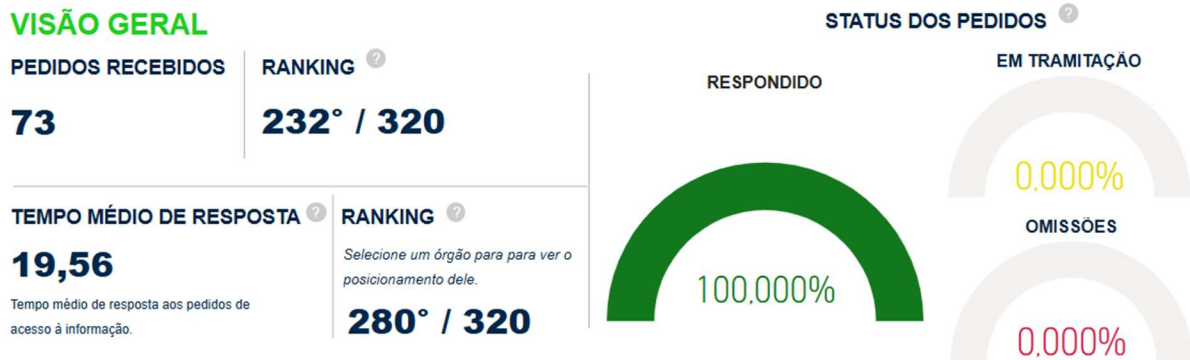 VISÃO GERAL
PEDIDOS RECEBIDOS
73
RANKING ?
232° / 320
TEMPO MÉDIO DE RESPOSTA ?
19,56
Tempo médio de resposta aos pedidos de
acesso à informação.
RANKING ?
Selecione um órgão para para ver o
posicionamento dele.
280° / 320
STATUS DOS PEDIDOS ?
RESPONDIDO
100,000%
EM TRAMITAÇÃO
0,000%
OMISSÕES
0,000%